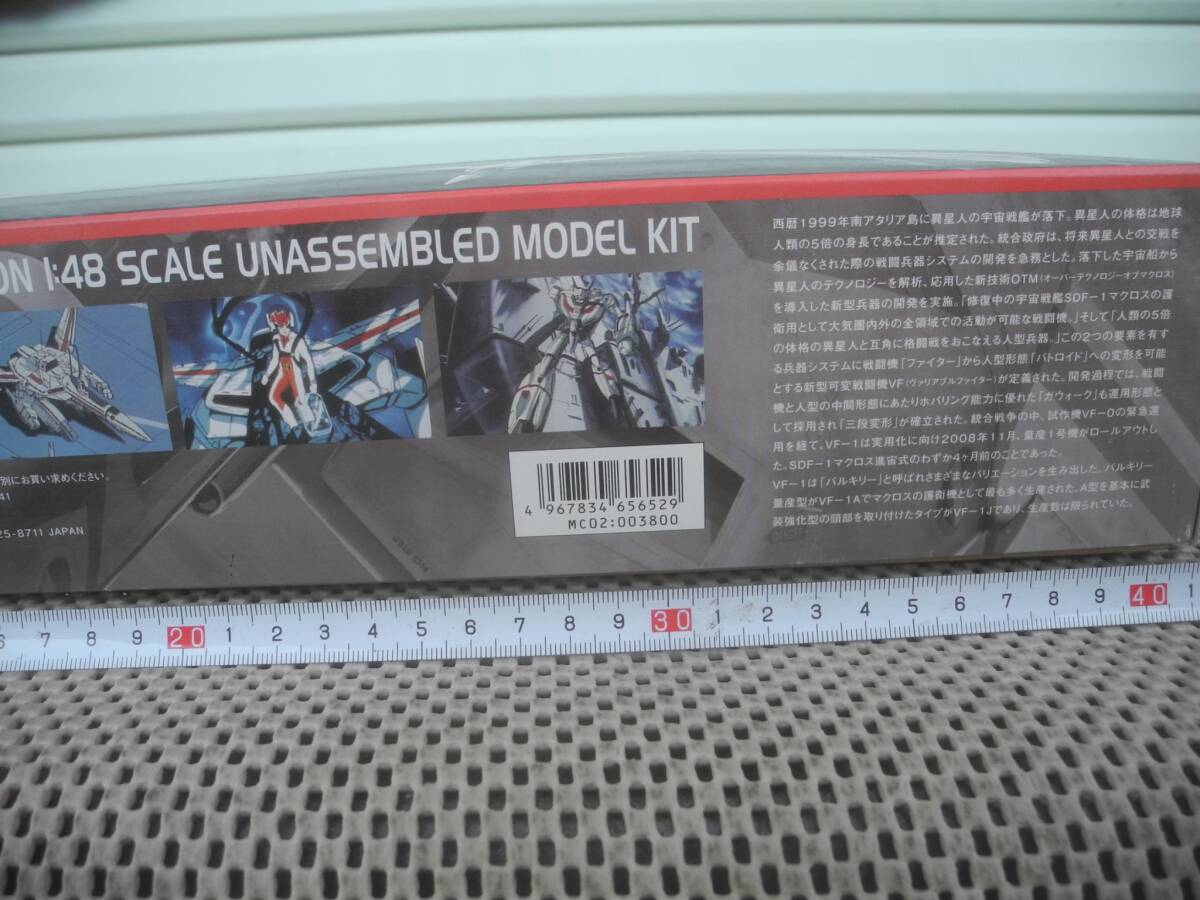 ON 1:48 SCALE UNASSEMBLED MODEL KIT
別にお買い求めください。
41
25-8711 JAPAN
4 967834 656529
MC02:003800
西暦1999年南アタリア島に異星人の宇宙戦艦が落下。異星人の体格は地球
人類の5倍の身長であることが推定された。統合政府は、将来異星人との交戦を
余儀なくされた際の戦闘兵器システムの開発を急務とした。落下した宇宙船から
異星人のテクノロジーを解析、応用した新技術OTM(オーバーテクノロジーオブマクロス)
を導入した新型兵器の開発を実施。「修復中の宇宙戦艦SDF-1マクロスの護
衛用として大気圏内外の全領域での活動が可能な戦闘機。」そして「人類の5倍
の体格の異星人と互角に格闘戦をおこなえる人型兵器。」この2つの要素を有す
る兵器システムに戦闘機「ファイター」から人型形態「バトロイド」への変形を可能
とする新型可変戦闘機VF(ヴァリアブルファイター)が定義された。開発過程では、戦闘
機と人型の中間形態にあたりホバリング能力に優れた「ガウォーク」も運用形態と
して採用され「三段変形」が確立された。統合戦争の中、試作機VF-0の緊急運
用を経て、VF-1は実用化に向け2008年11月、量産1号機がロールアウトし
た。SDF-1マクロス進宙式のわずか4ヶ月前のことであった。
VF-1は「バルキリー」と呼ばれさまざまなバリエーションを生み出した。バルキリー
量産型がVF-1Aでマクロスの護衛機として最も多く生産された。A型を基本に武
装強化型の頭部を取り付けたタイプがVF-1Jであり、生産数は限られていた。
6 7 8 9 20 1 2 3 4 5 6 7 8 9 30 1 2 3 4 5 6 7 8 9 40 1